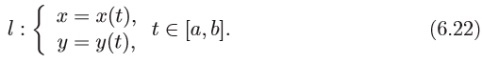 l : { x = x(t), y = y(t), t ∈ [a, b]. (6.22)